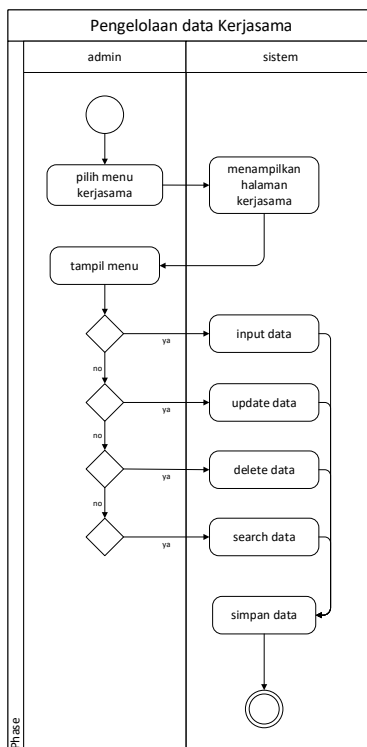 Pengelolaan data Kerjasama
admin
sistem
pilih menu
kerjasama
menampilkan
halaman
kerjasama
tampil menu
ya
input data
no
ya
update data
no
ya
delete data
no
ya
search data
simpan data
Phase